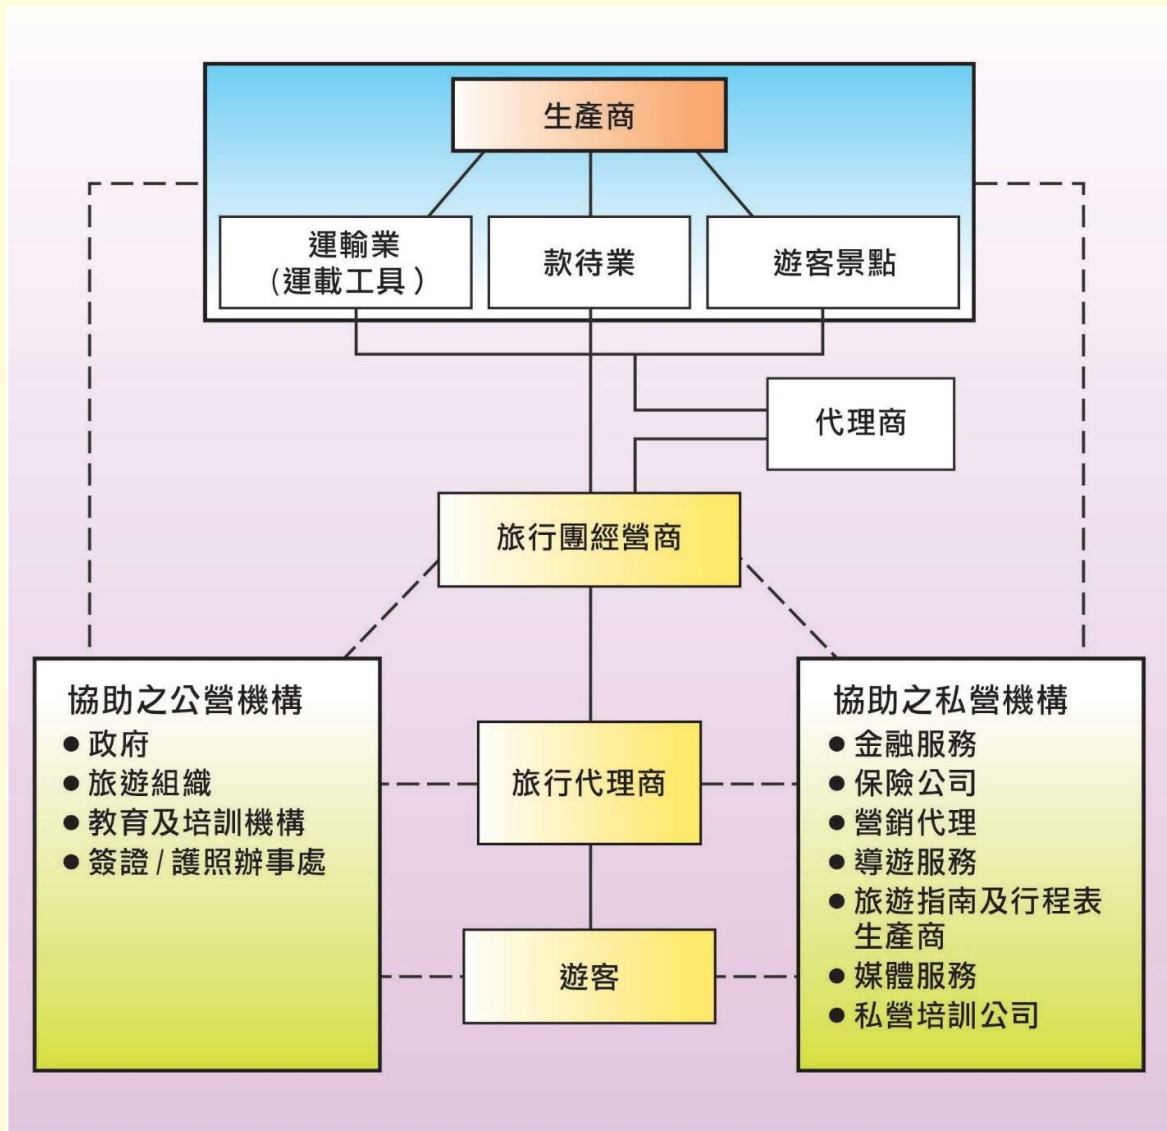 生產商
運輸業
(運載工具)
款待業
遊客景點
代理商
旅行團經營商
協助之公營機構
● 政府
● 旅遊組織
● 教育及培訓機構
● 簽證 / 護照辦事處
旅行代理商
遊客
協助之私營機構
● 金融服務
● 保險公司
● 營銷代理
● 導遊服務
● 旅遊指南及行程表
生產商
● 媒體服務
● 私營培訓公司